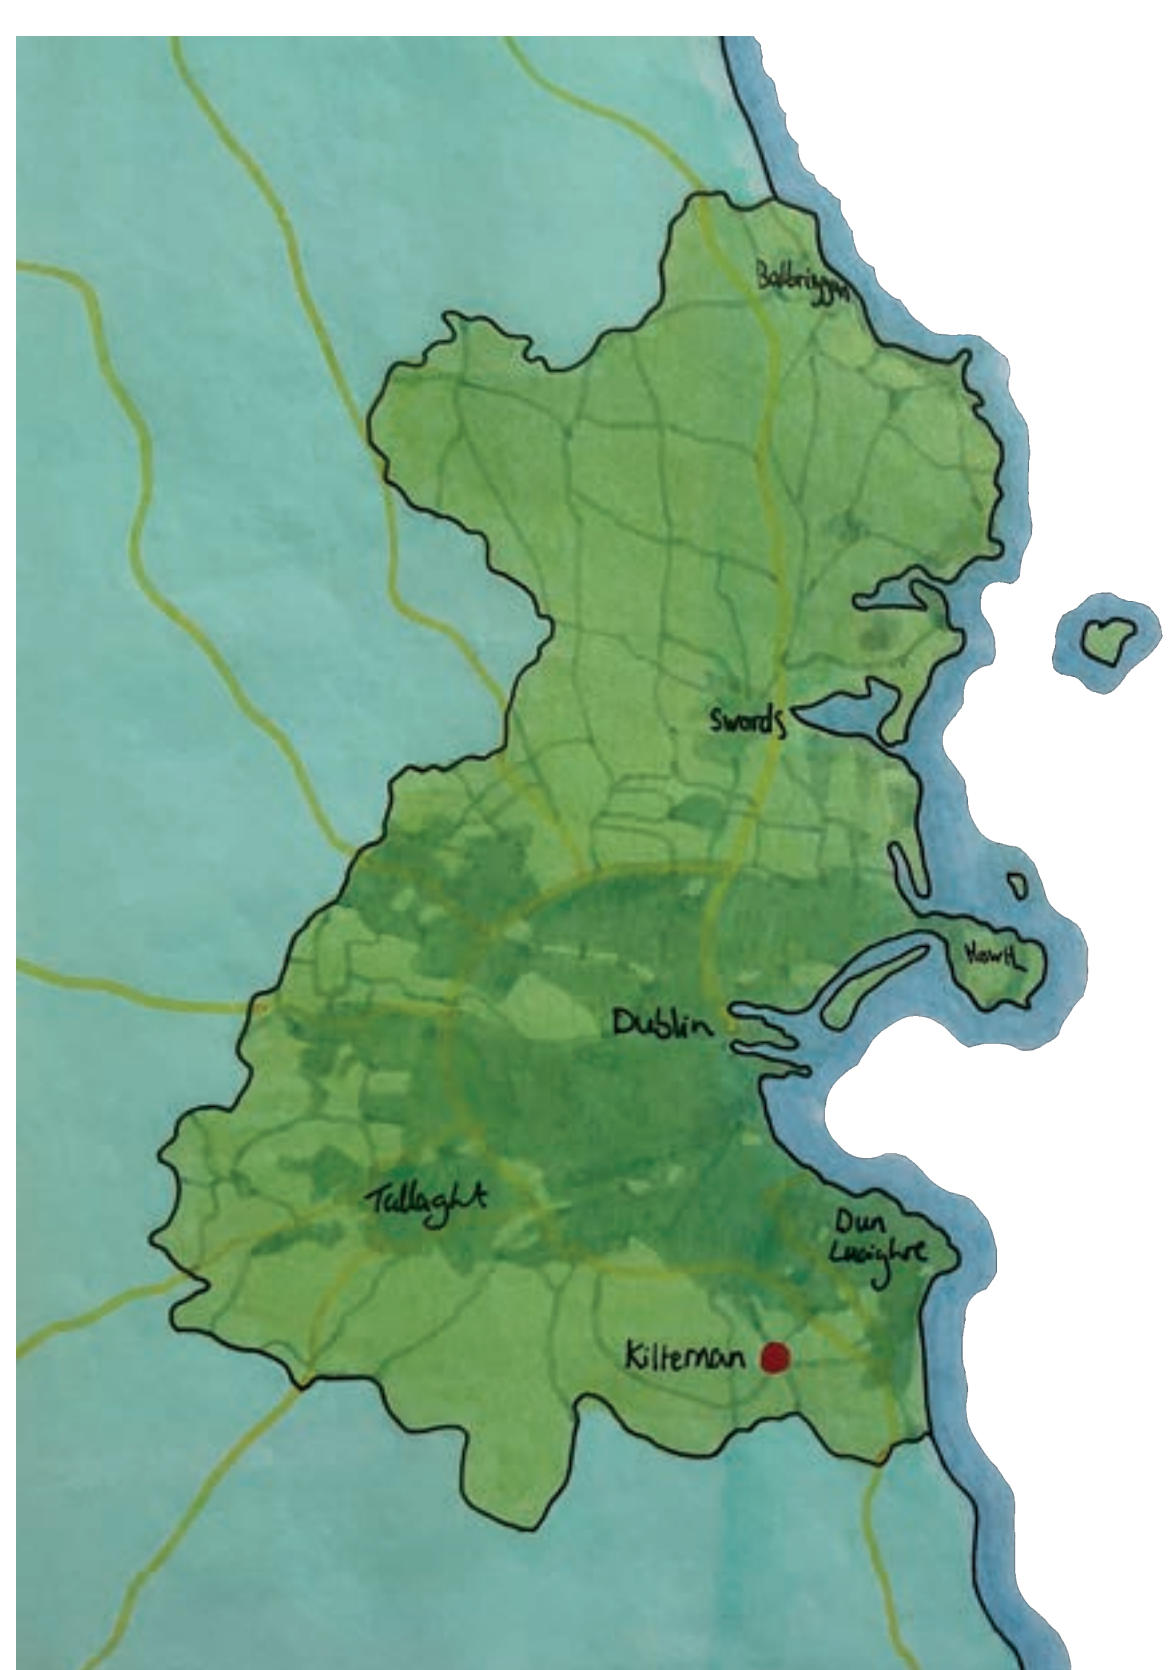 Balbriggan
Swords
Howth
Dublin
Tallaght
Dun
Laoighre
Kilternan